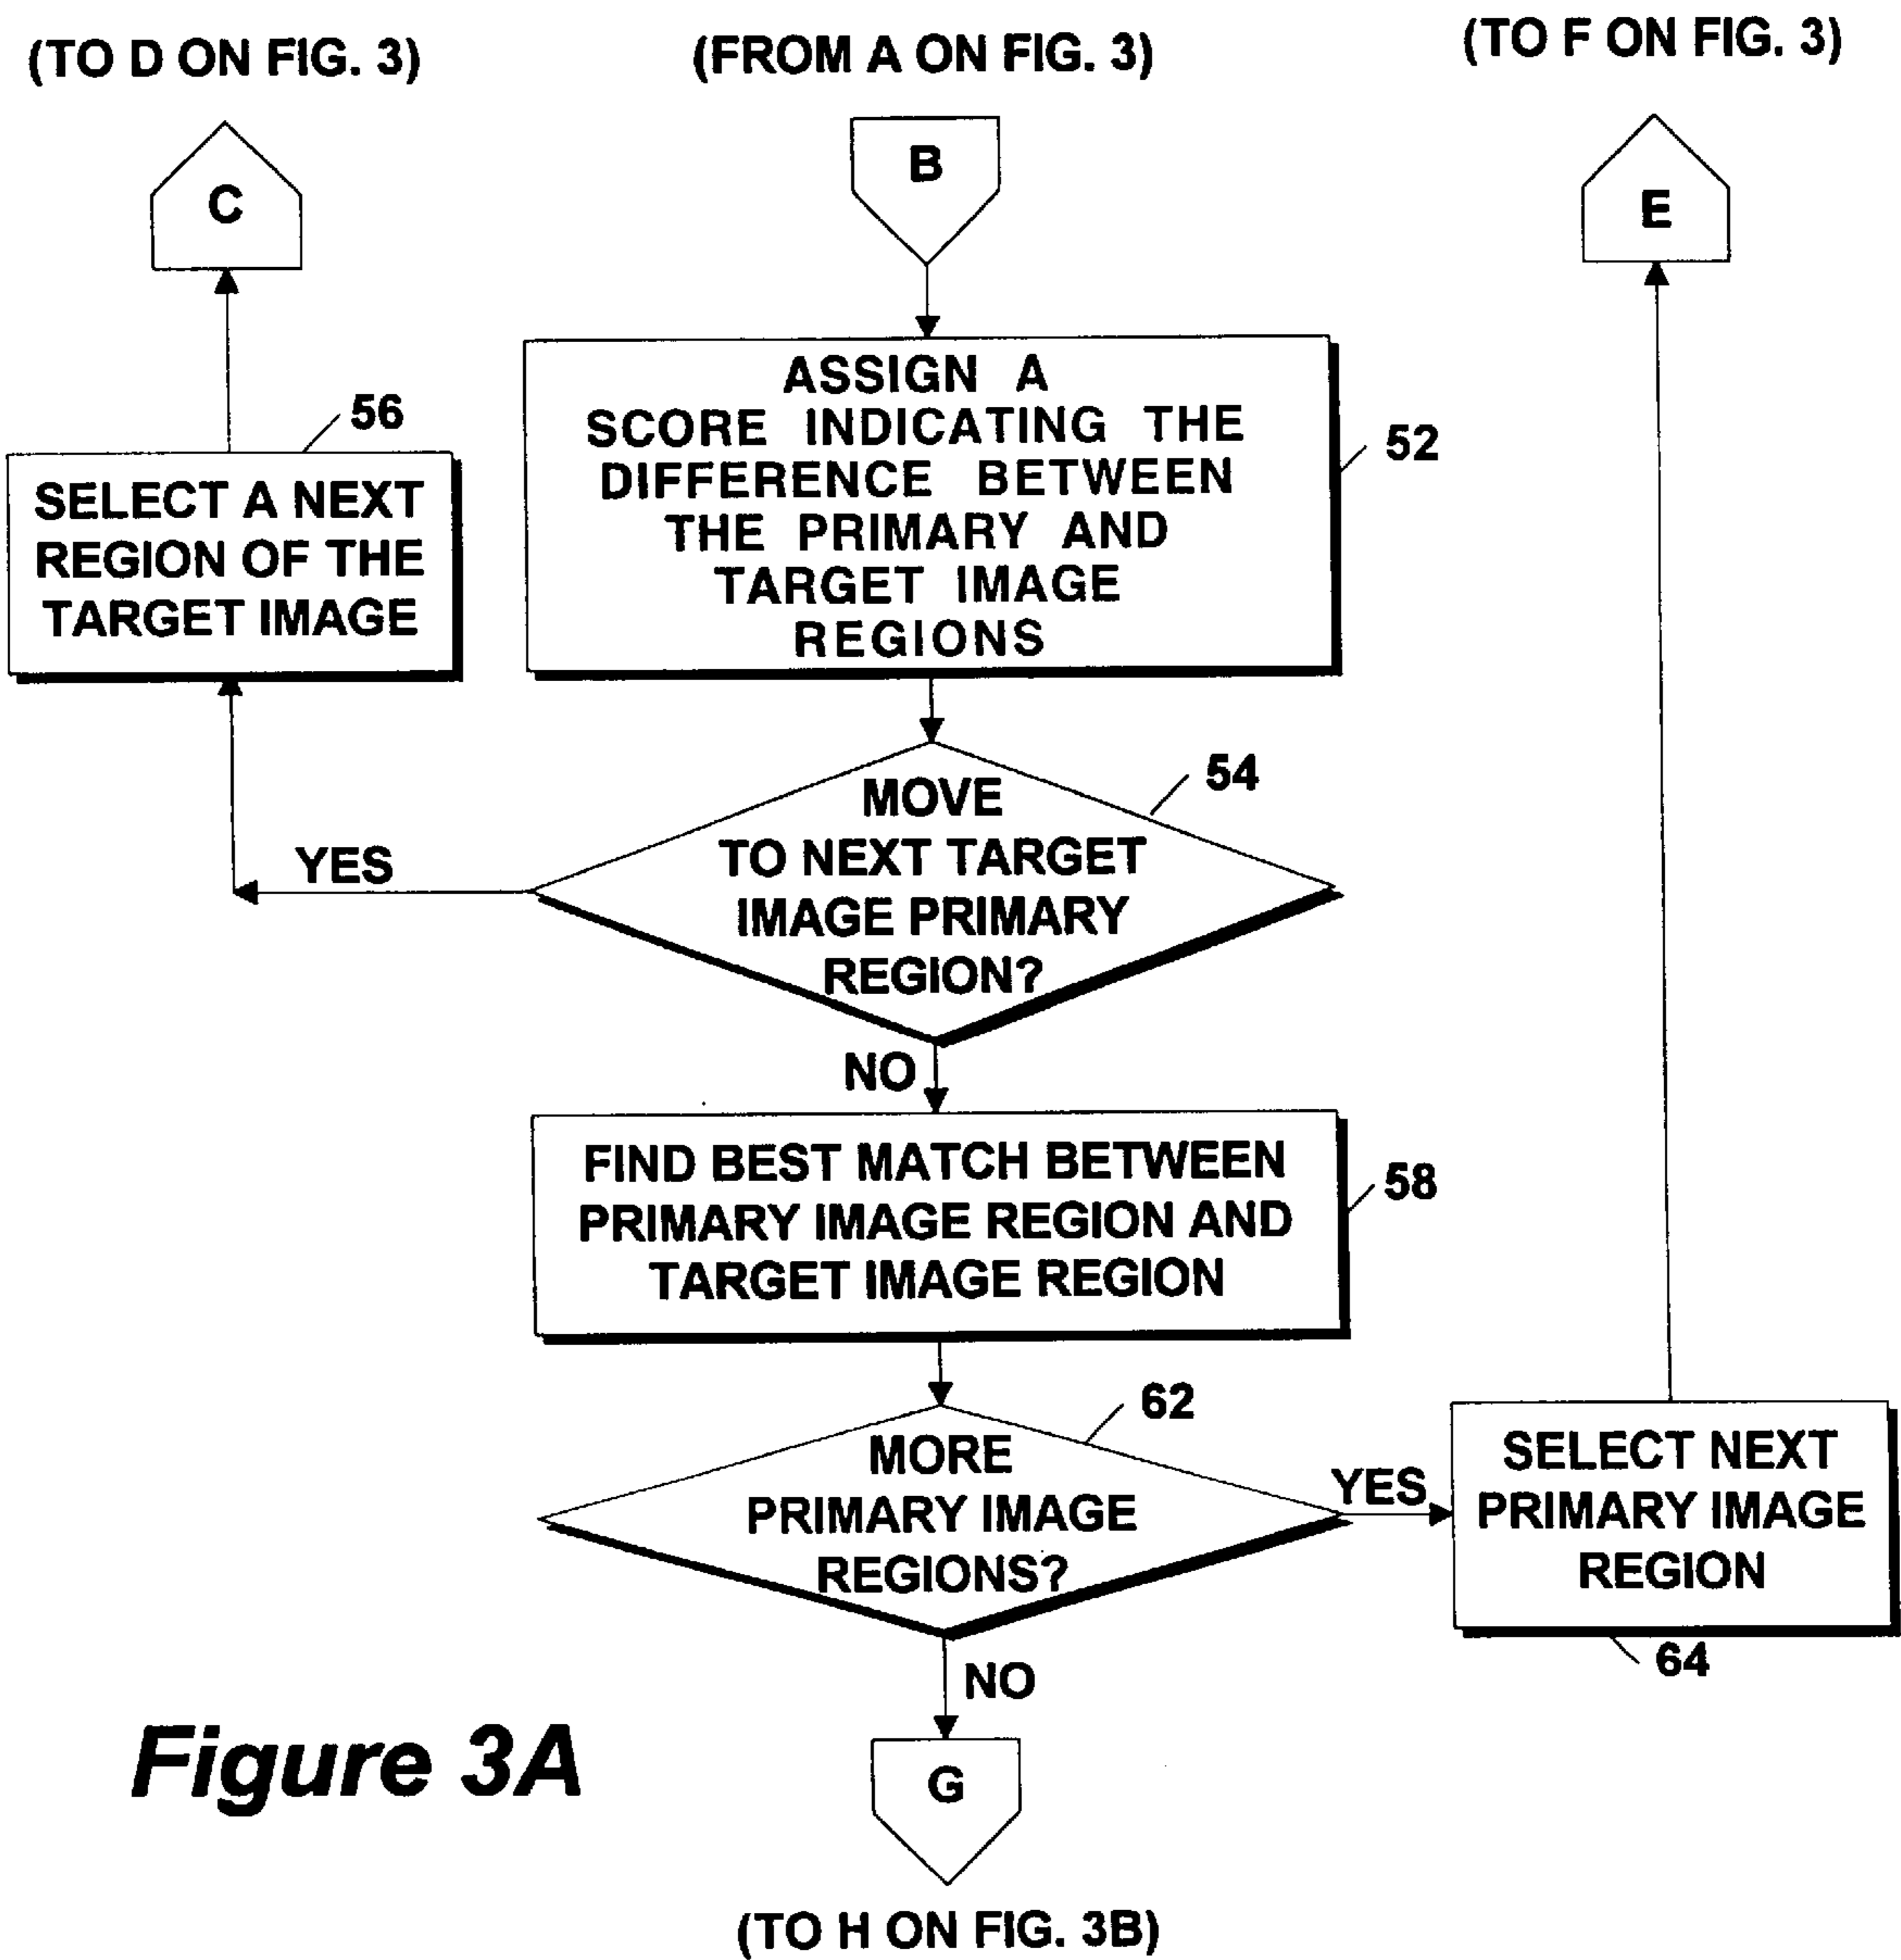 (TO D ON FIG. 3)
(FROM A ON FIG. 3)
(TO F ON FIG. 3)
C
B
E
ASSIGN A
SCORE INDICATING THE
DIFFERENCE BETWEEN
THE PRIMARY AND
TARGET IMAGE
REGIONS
52
56
SELECT A NEXT
REGION OF THE
TARGET IMAGE
MOVE
TO NEXT TARGET
IMAGE PRIMARY
REGION?
54
YES
NO
FIND BEST MATCH BETWEEN
PRIMARY IMAGE REGION AND
TARGET IMAGE REGION
58
MORE
PRIMARY IMAGE
REGIONS?
62
YES
SELECT NEXT
PRIMARY IMAGE
REGION
64
NO
G
Figure 3A
(TO H ON FIG. 3B)